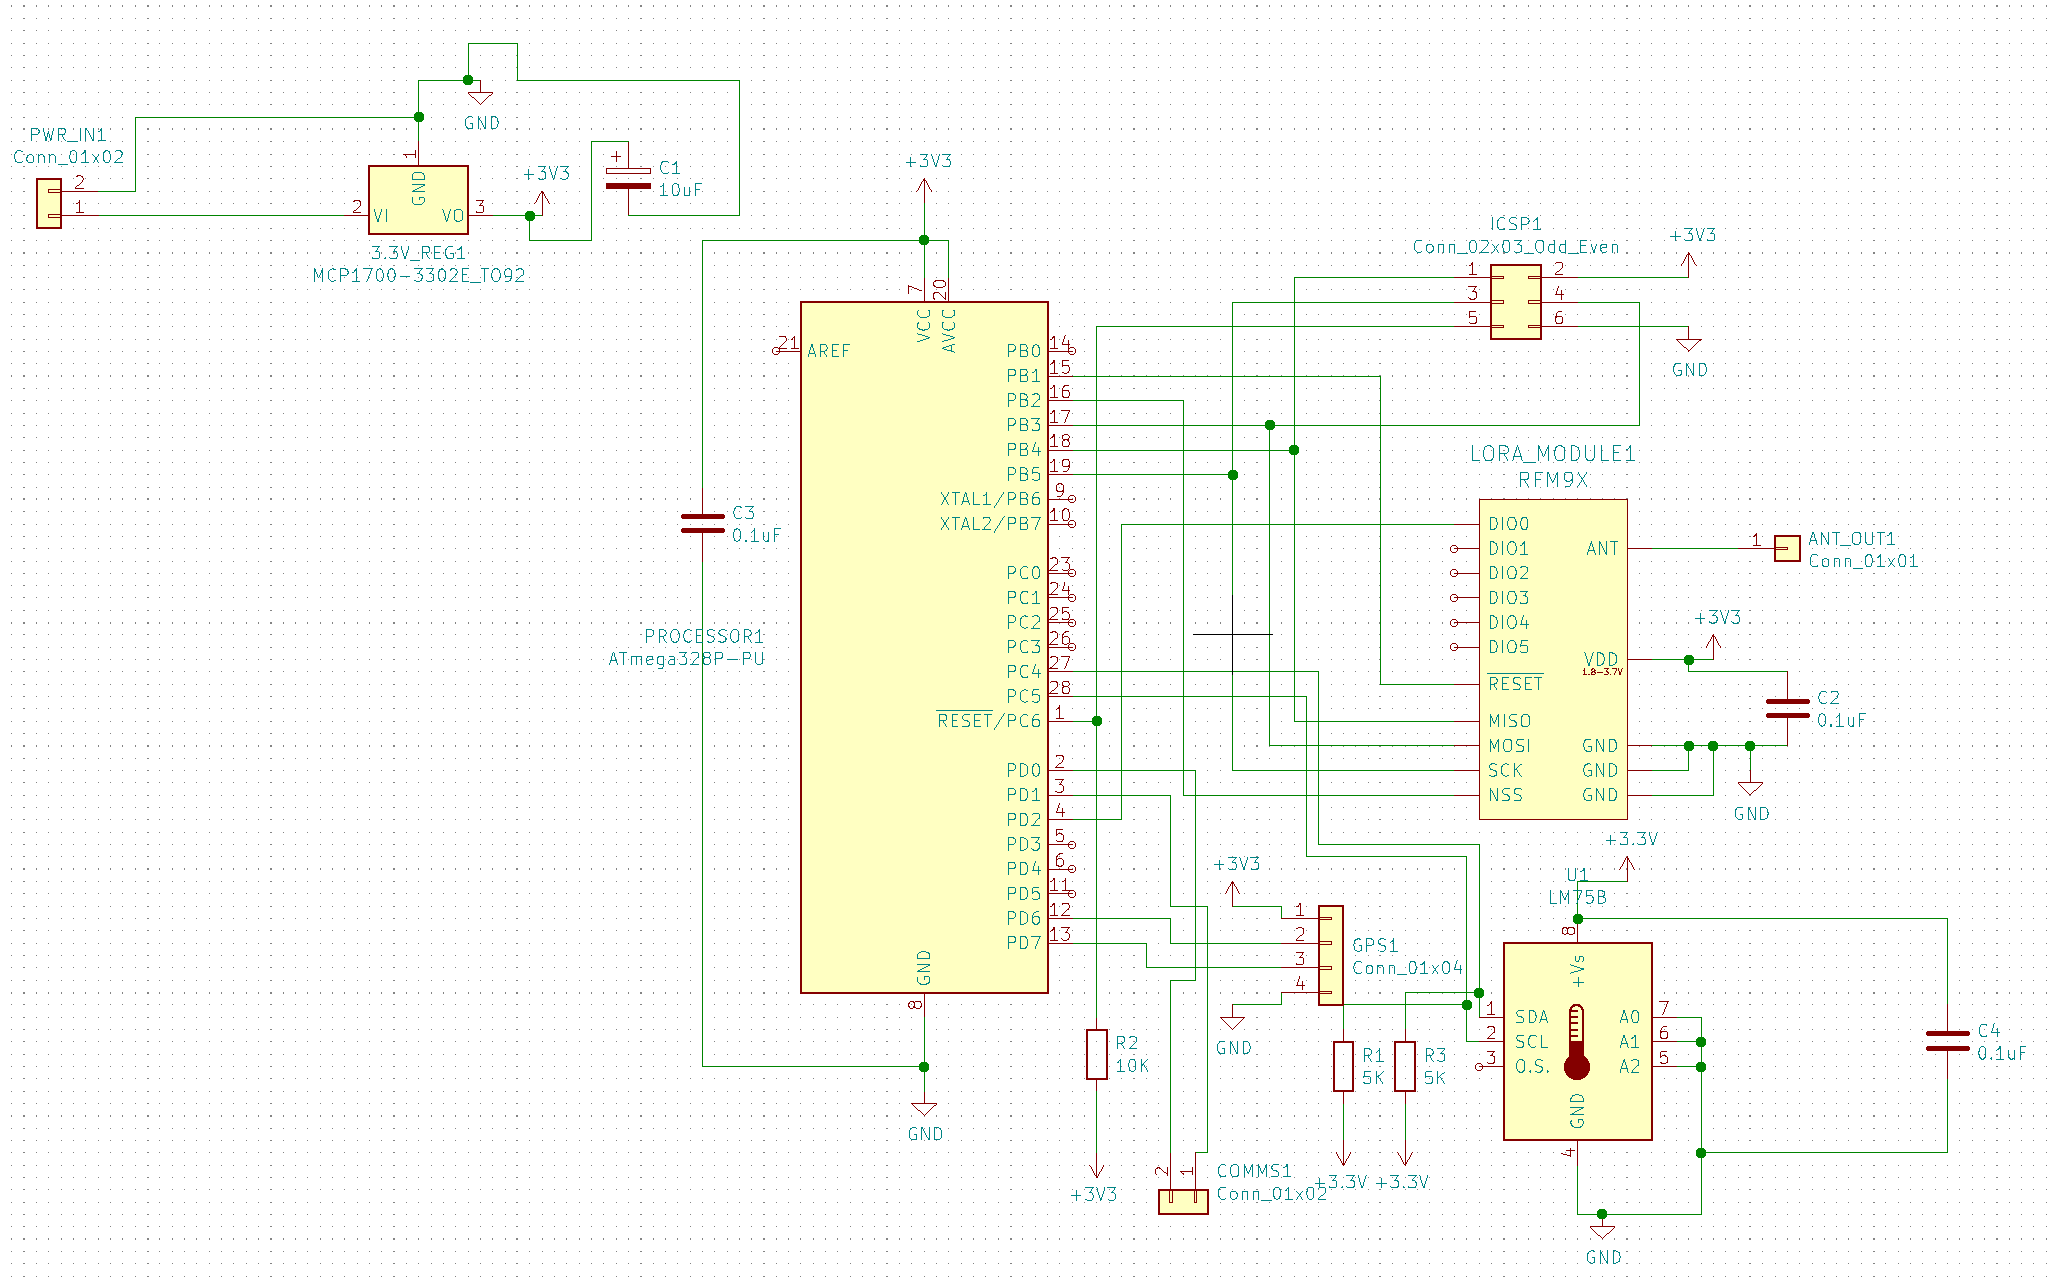 PWR_IN1
Conn_01x02
2
1
GND
1
GND
2
VI
VO
3
+3V3
3.3V_REG1
MCP1700-3302E_TO92
+
C1
10uF
+3V3
7
20
VCC
AVCC
21
AREF
PB0
14
PB1
15
PB2
16
PB3
17
PB4
18
PB5
19
XTAL1/PB6
9
XTAL2/PB7
10
PC0
23
PC1
24
PC2
25
PC3
26
PC4
27
PC5
28
RESET/PC6
1
PD0
2
PD1
3
PD2
4
PD3
5
PD4
6
PD5
11
PD6
12
PD7
13
GND
8
GND
C3
0.1uF
PROCESSOR1
ATmega328P-PU
R2
10K
+3V3
ICSP1
Conn_02x03_Odd_Even
1
2
3
4
5
6
+3V3
GND
LORA_MODULE1
RFM9X
DIO0
DIO1
DIO2
DIO3
DIO4
DIO5
RESET
MISO
MOSI
SCK
NSS
ANT
VDD
1.8-3.7V
GND
GND
GND
1
ANT_OUT1
Conn_01x01
+3V3
C2
0.1uF
GND
+3V3
1
2
3
4
GPS1
Conn_01x04
GND
R1
5K
R3
5K
+3.3V
+3.3V
COMMS1
Conn_01x02
2
1
+3.3V
U1
LM75B
8
+Vs
1
SDA
2
SCL
3
O.S.
A0
7
A1
6
A2
5
GND
4
GND
C4
0.1uF